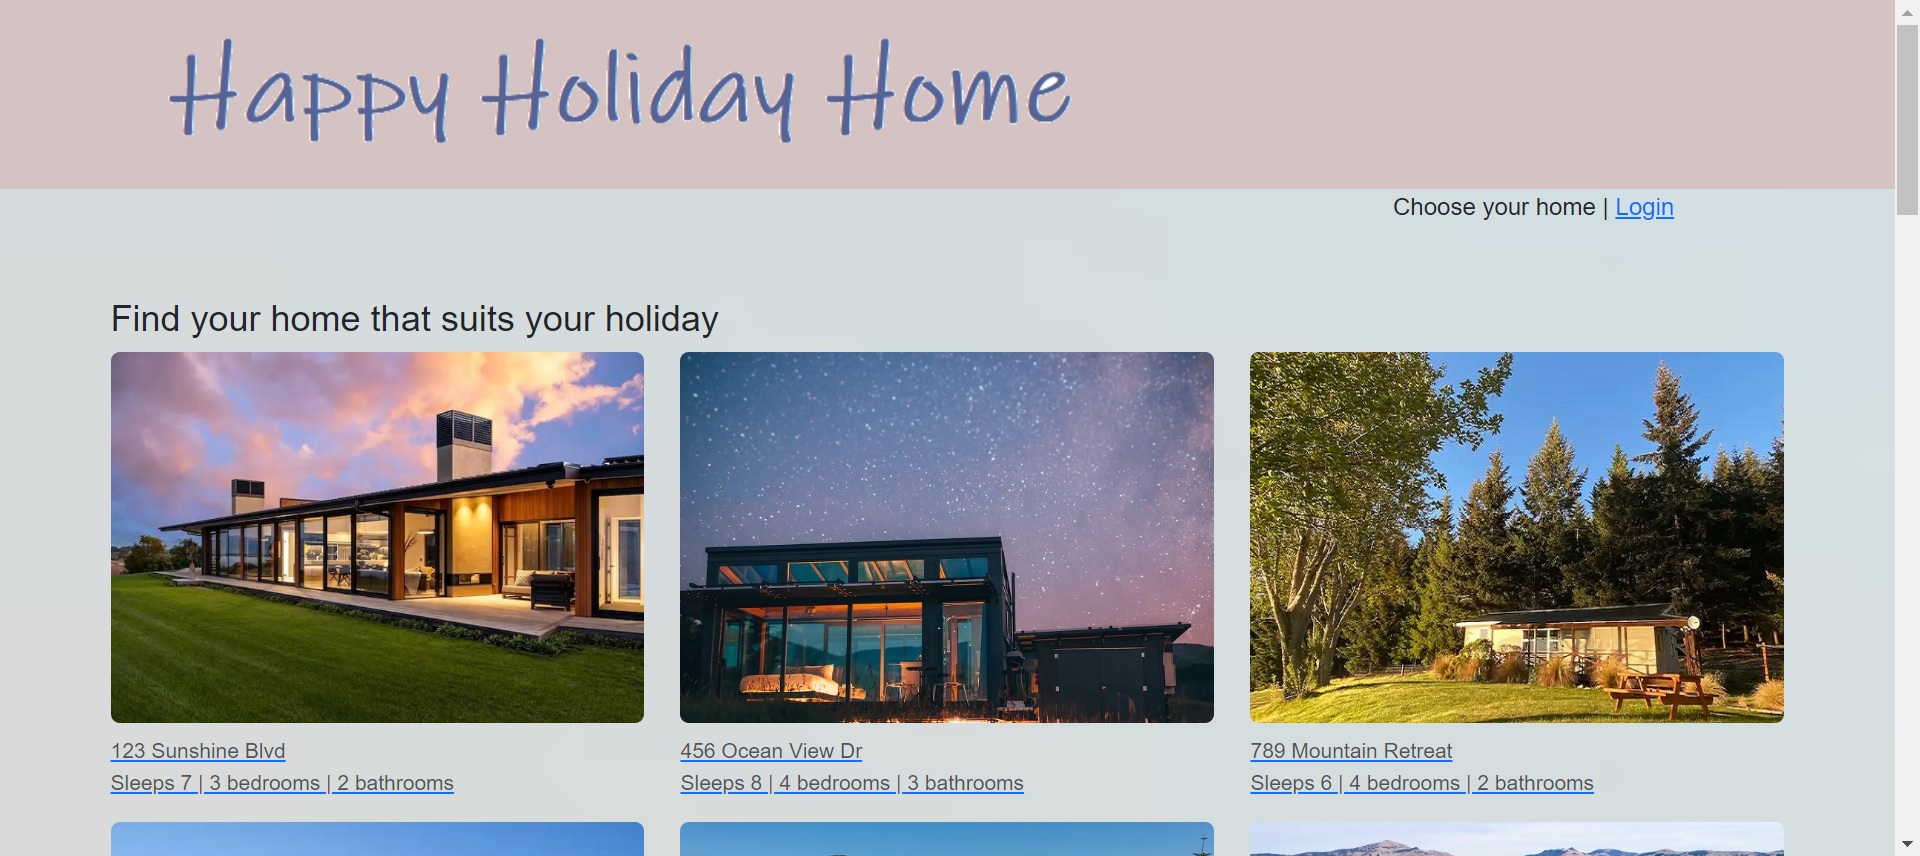 Happy Holiday Home
Choose your home | Login
Find your home that suits your holiday
123 Sunshine Blvd
Sleeps 7 | 3 bedrooms | 2 bathrooms
456 Ocean View Dr
Sleeps 8 | 4 bedrooms | 3 bathrooms
789 Mountain Retreat
Sleeps 6 | 4 bedrooms | 2 bathrooms